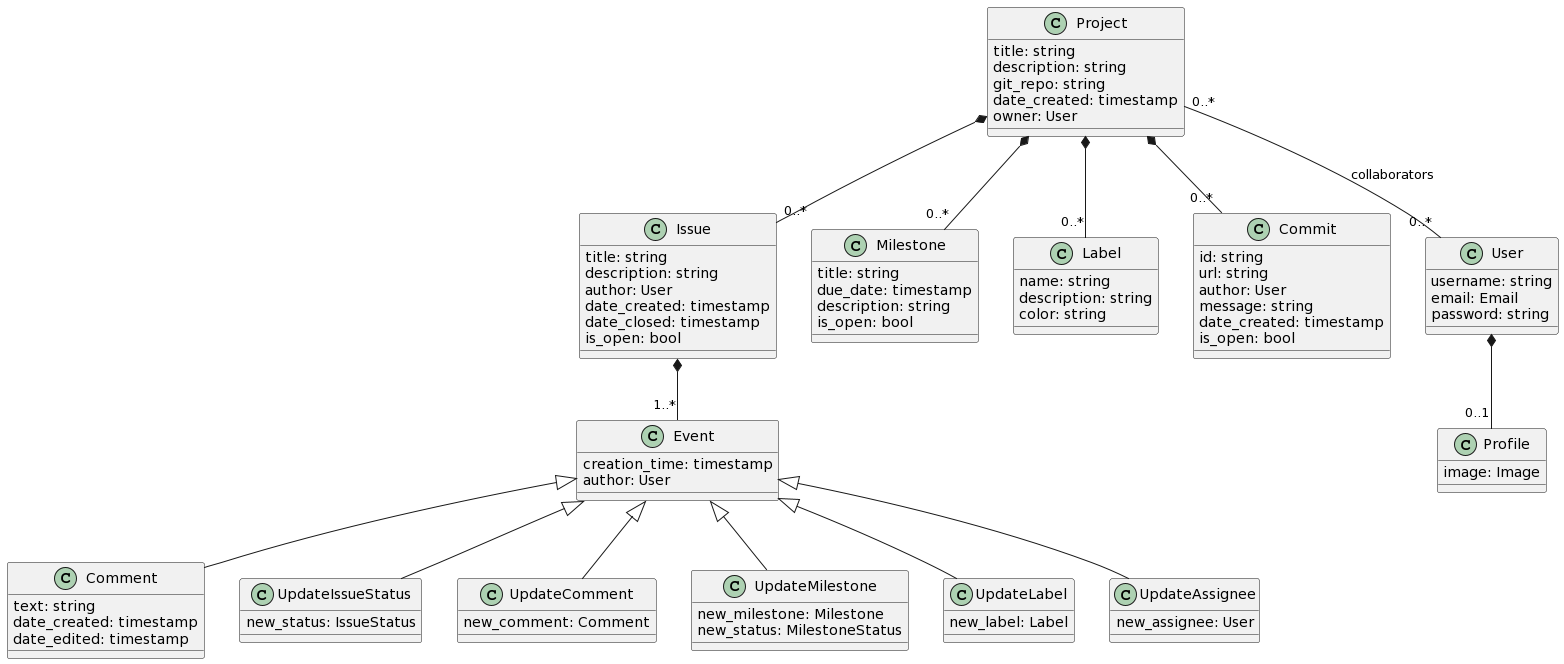 C Project
title: string
description: string
git_repo: string
date_created: timestamp
owner: User
0..*
collaborators
0..*
0..*
0..*
0..*
0..*
C Issue
title: string
description: string
author: User
date_created: timestamp
date_closed: timestamp
is_open: bool
C Milestone
title: string
due_date: timestamp
description: string
is_open: bool
C Label
name: string
description: string
color: string
C Commit
id: string
url: string
author: User
message: string
date_created: timestamp
is_open: bool
C User
username: string
email: Email
password: string
1..*
0..1
C Event
creation_time: timestamp
author: User
C Profile
image: Image
C Comment
text: string
date_created: timestamp
date_edited: timestamp
C UpdateIssueStatus
new_status: IssueStatus
C UpdateComment
new_comment: Comment
C UpdateMilestone
new_milestone: Milestone
new_status: MilestoneStatus
C UpdateLabel
new_label: Label
C UpdateAssignee
new_assignee: User